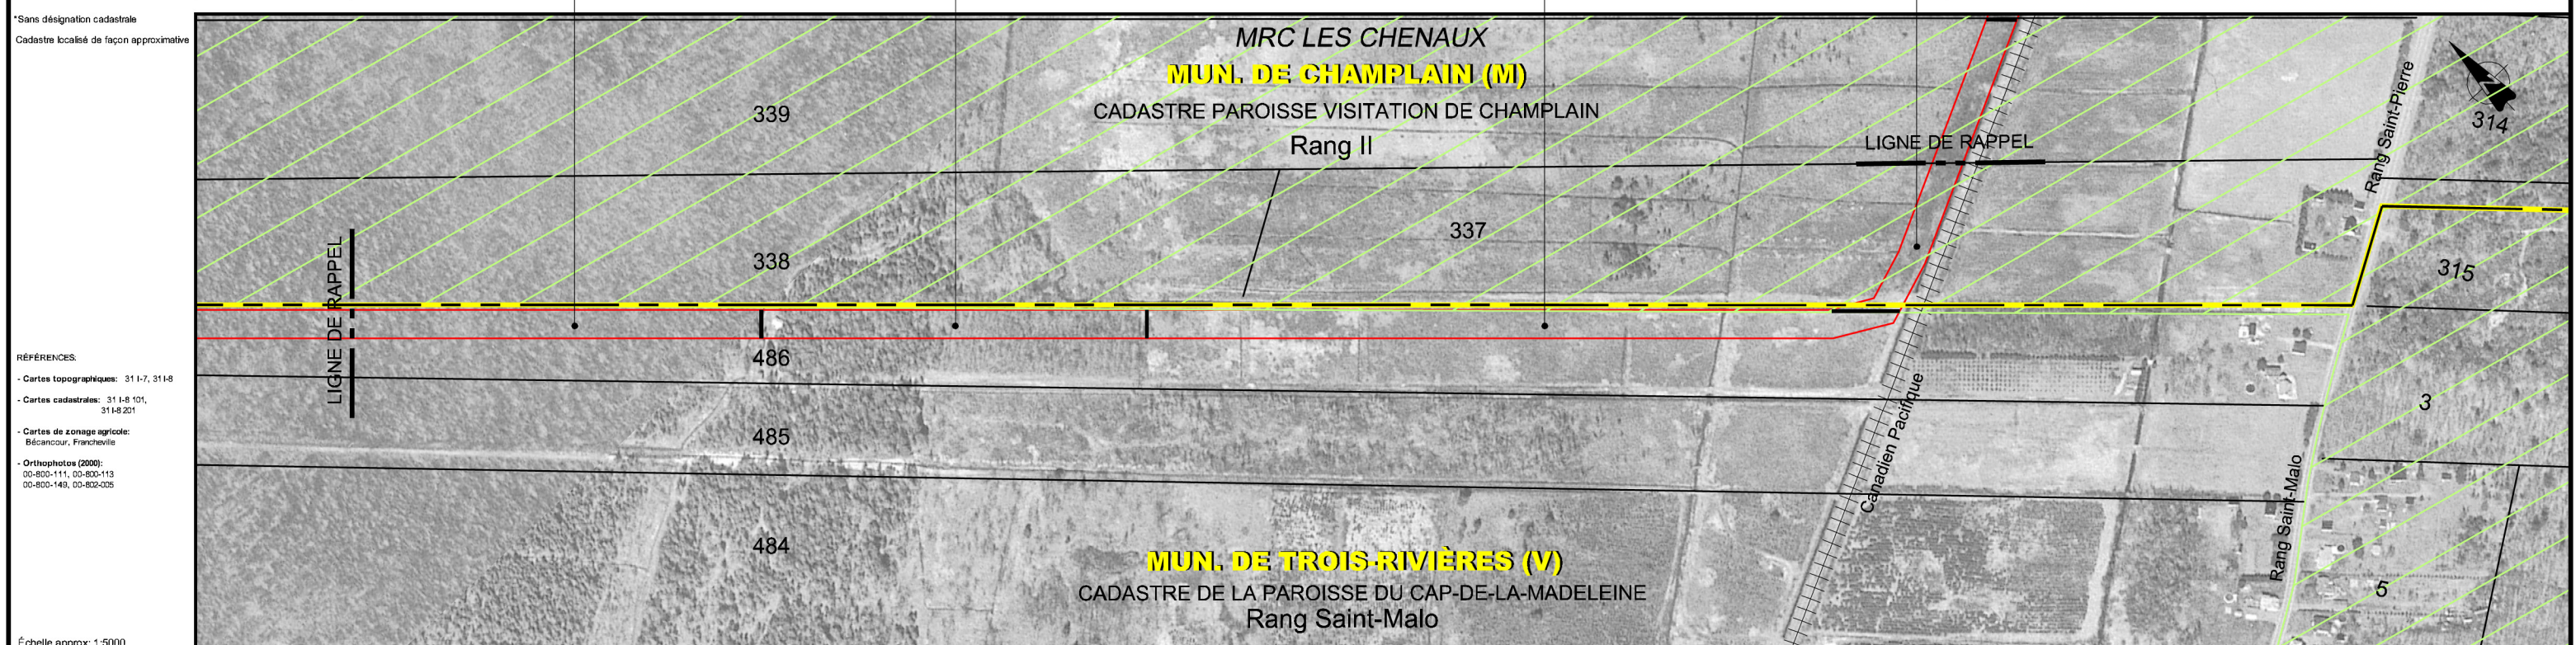 *Sans désignation cadastrale
Cadastre localisé de façon approximative
RÉFÉRENCES:
- Cartes topographiques: 31 I-7, 31 I-8
- Cartes cadastrales: 31 I-8 101,
31 I-8 201
- Cartes de zonage agricole:
Bécancour, Francheville
- Orthophotos (2000):
00-800-111, 00-800-113
00-800-149, 00-802-005
Échelle approx: 1:5000
MRC LES CHENAUX
MUN. DE CHAMPLAIN (M)
CADASTRE PAROISSE VISITATION DE CHAMPLAIN
Rang II
339
338
337
LIGNE DE RAPPEL
LIGNE DE RAPPEL
Rang Saint-Pierre
314
315
486
485
484
Canadien Pacifique
3
Rang Saint-Malo
5
MUN. DE TROIS-RIVIÈRES (V)
CADASTRE DE LA PAROISSE DU CAP-DE-LA-MADELEINE
Rang Saint-Malo